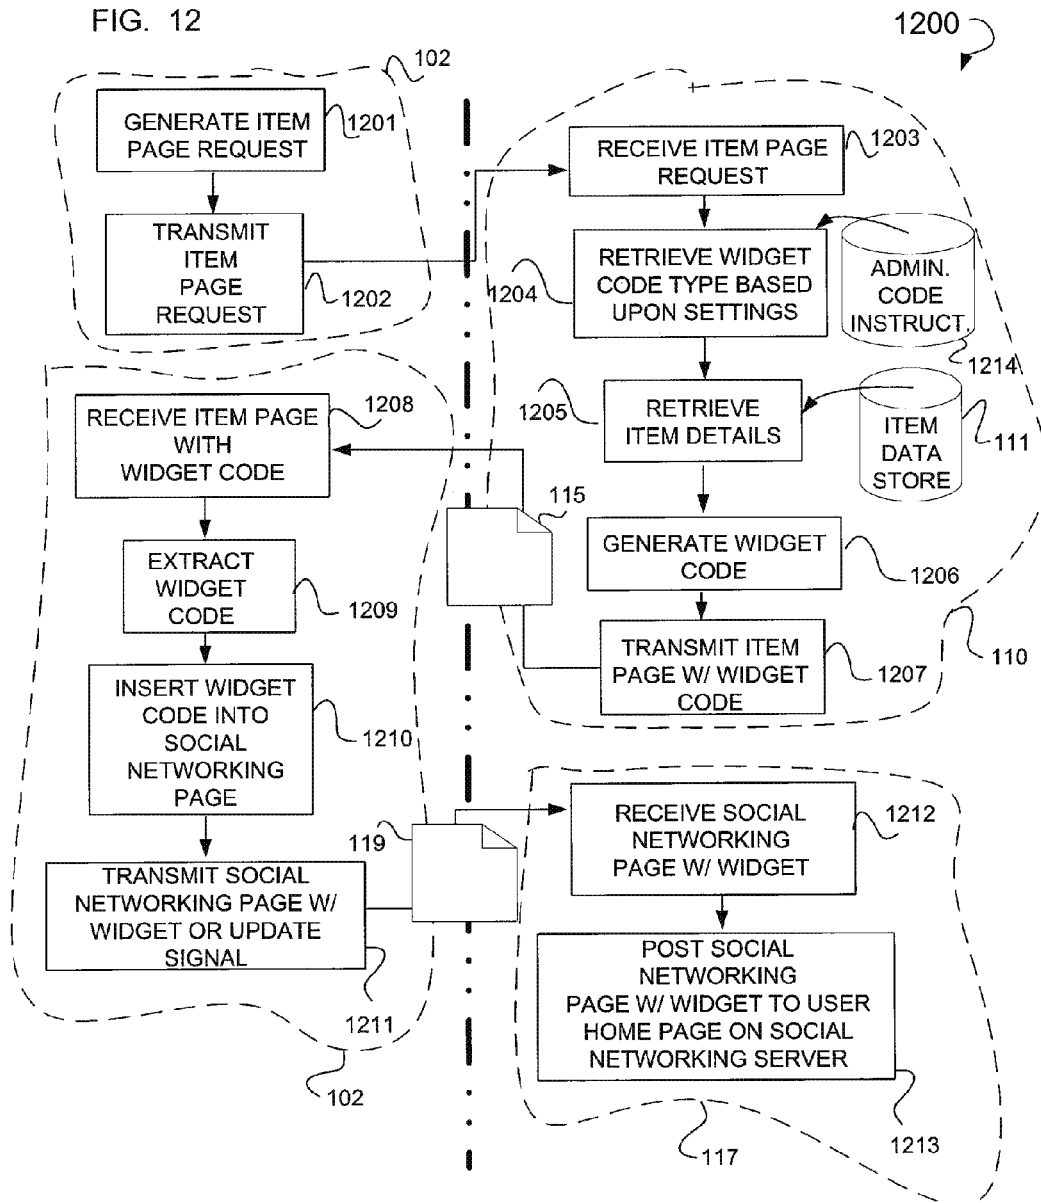 FIG. 12
1200
102
GENERATE ITEM
PAGE REQUEST
1201
TRANSMIT
ITEM
PAGE
REQUEST
1202
RECEIVE ITEM PAGE
REQUEST
1203
RETRIEVE WIDGET
CODE TYPE BASED
UPON SETTINGS
1204
ADMIN.
CODE
INSTRUCT.
1214
RETRIEVE
ITEM DETAILS
1205
ITEM
DATA
STORE
111
GENERATE WIDGET
CODE
1206
TRANSMIT ITEM
PAGE W/ WIDGET
CODE
1207
110
115
RECEIVE ITEM PAGE
WITH
WIDGET CODE
1208
EXTRACT
WIDGET
CODE
1209
INSERT WIDGET
CODE INTO
SOCIAL
NETWORKING
PAGE
1210
TRANSMIT SOCIAL
NETWORKING PAGE W/
WIDGET OR UPDATE
SIGNAL
1211
102
119
RECEIVE SOCIAL
NETWORKING
PAGE W/ WIDGET
1212
POST SOCIAL
NETWORKING
PAGE W/ WIDGET TO USER
HOME PAGE ON SOCIAL
NETWORKING SERVER
1213
117